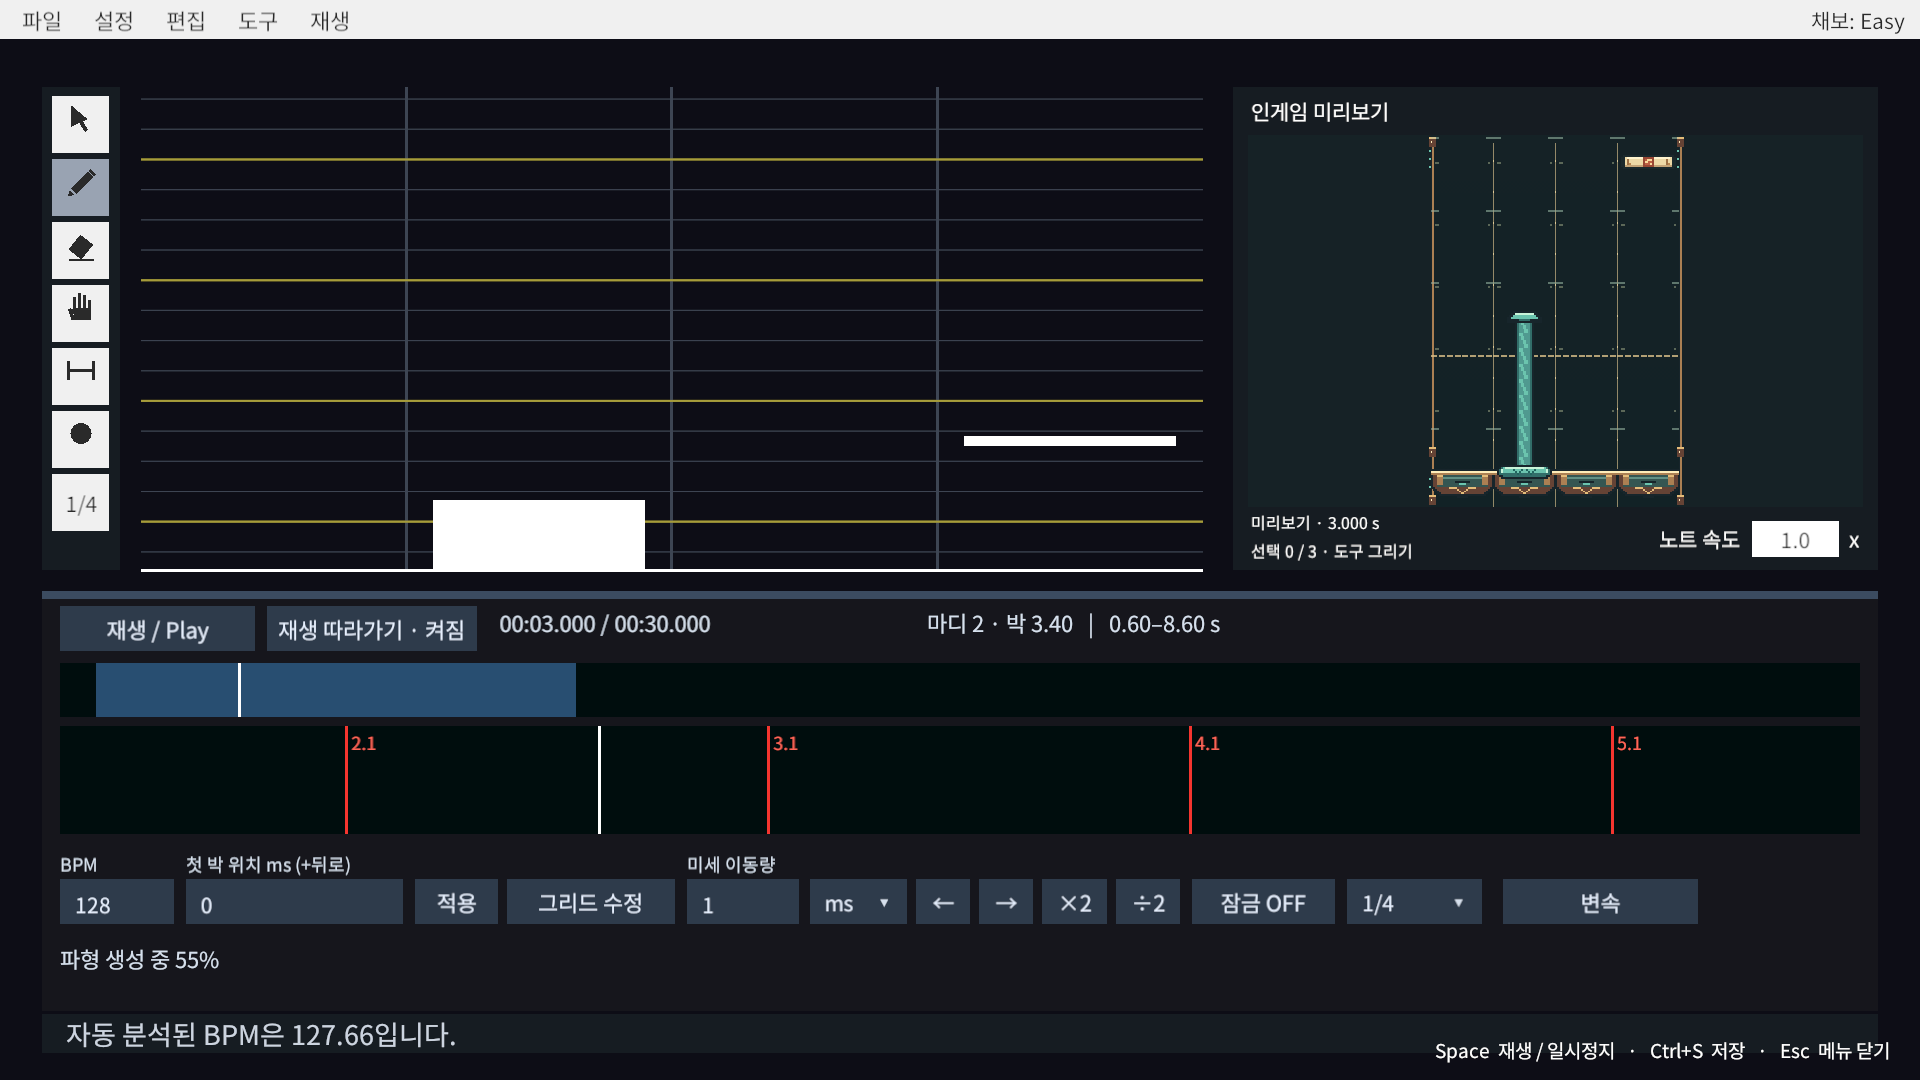 파일 설정 편집 도구 재생 채보: Easy
인게임 미리보기
1/4
미리보기 · 3.000 s
선택 0 / 3 · 도구 그리기
노트 속도 1.0 x
재생 / Play 재생 따라가기 · 켜짐 00:03.000 / 00:30.000 마디 2 · 박 3.40 | 0.60–8.60 s
2.1 3.1 4.1 5.1
BPM 첫 박 위치 ms (+뒤로) 미세 이동량
128 0 적용 그리드 수정 1 ms ▼ ← → ×2 ÷2 잠금 OFF 1/4 ▼ 변속
파형 생성 중 55%
자동 분석된 BPM은 127.66입니다.
Space 재생 / 일시정지 · Ctrl+S 저장 · Esc 메뉴 닫기